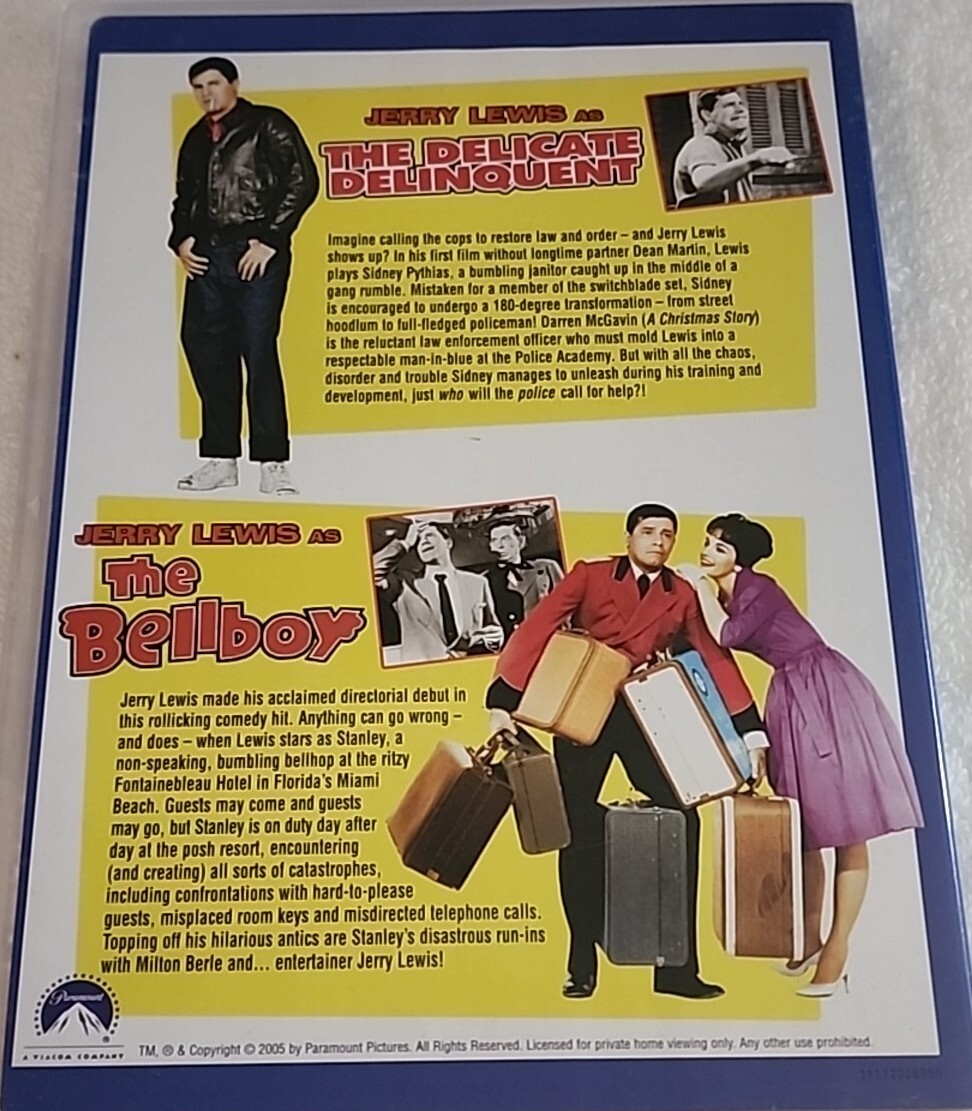 JERRY LEWIS AS
THE DELICATE
DELINQUENT
Imagine calling the cops to restore law and order – and Jerry Lewis
shows up? In his first film without longtime partner Dean Martin, Lewis
plays Sidney Pythias, a bumbling janitor caught up in the middle of a
gang rumble. Mistaken for a member of the switchblade set, Sidney
is encouraged to undergo a 180-degree transformation – from street
hoodlum to full-fledged policeman! Darren McGavin (A Christmas Story)
is the reluctant law enforcement officer who must mold Lewis into a
respectable man-in-blue at the Police Academy. But with all the chaos,
disorder and trouble Sidney manages to unleash during his training and
development, just who will the police call for help?!
JERRY LEWIS AS
The
Bellboy
Jerry Lewis made his acclaimed directorial debut in
this rollicking comedy hit. Anything can go wrong –
and does – when Lewis stars as Stanley, a
non-speaking, bumbling bellhop at the ritzy
Fontainebleau Hotel in Florida's Miami
Beach. Guests may come and guests
may go, but Stanley is on duty day after
day at the posh resort, encountering
(and creating) all sorts of catastrophes,
including confrontations with hard-to-please
guests, misplaced room keys and misdirected telephone calls.
Topping off his hilarious antics are Stanley's disastrous run-ins
with Milton Berle and... entertainer Jerry Lewis!
Paramount
®
A VIACOM COMPANY
TM, ® & Copyright © 2005 by Paramount Pictures. All Rights Reserved. Licensed for private home viewing only. Any other use prohibited.